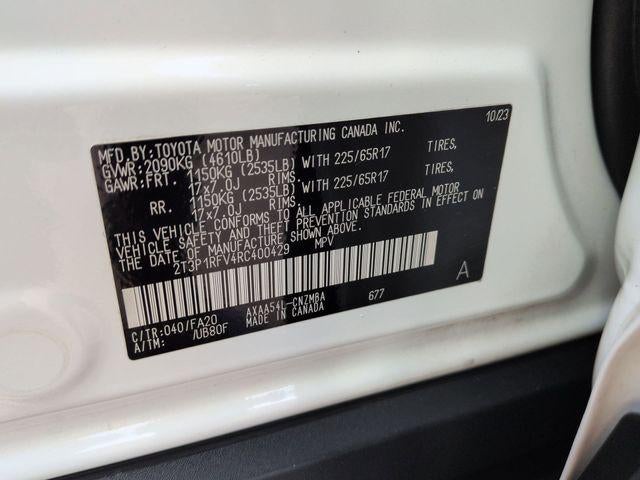 MFD.BY:TOYOTA MOTOR MANUFACTURING CANADA INC. 10/23
GVWR:2090KG (4610LB)
GAWR:FRT. 1150KG (2535LB) WITH 225/65R17 TIRES,
17x7.0J RIMS.
RR. 1150KG (2535LB) WITH 225/65R17 TIRES,
17x7.0J RIMS.
THIS VEHICLE CONFORMS TO ALL APPLICABLE FEDERAL MOTOR
VEHICLE SAFETY AND THEFT PREVENTION STANDARDS IN EFFECT ON
THE DATE OF MANUFACTURE.
2T3P1RFV4RC400429 MPV
A
C/TR:040/FA20 AXAA54L-CNZMBA 677
A/TM: /UB80F MADE IN CANADA